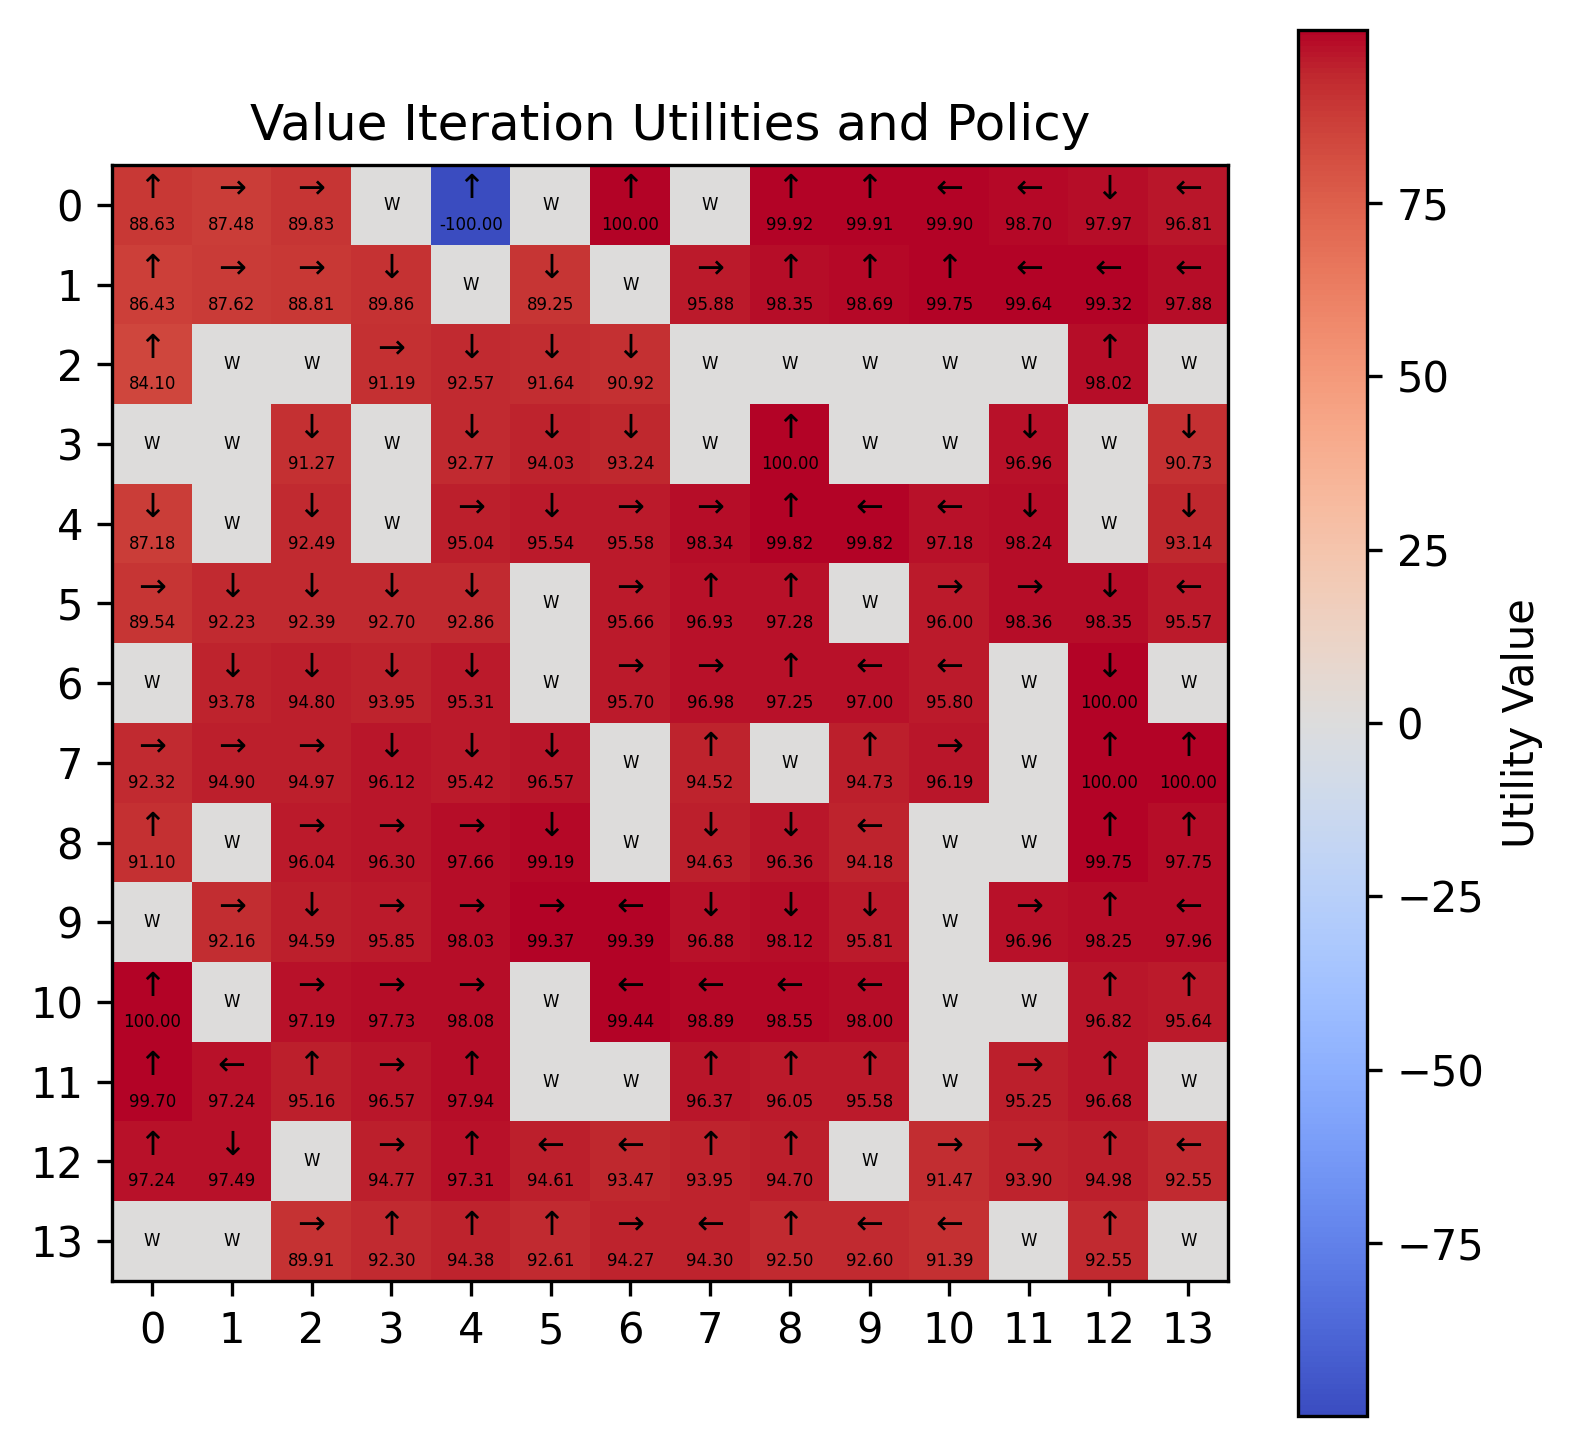 Value Iteration Utilities and Policy
0 ↑ → → W ↑ W ↑ W ↑ ↑ ← ← ↓ ←
88.63 87.48 89.83 -100.00 100.00 99.92 99.91 99.90 98.70 97.97 96.81
1 ↑ → → ↓ W ↓ W → ↑ ↑ ↑ ← ← ←
86.43 87.62 88.81 89.86 89.25 95.88 98.35 98.69 99.75 99.64 99.32 97.88
2 ↑ W W → ↓ ↓ ↓ W W W W W ↑ W
84.10 91.19 92.57 91.64 90.92 98.02
3 W W ↓ W ↓ ↓ ↓ W ↑ W W ↓ W ↓
91.27 92.77 94.03 93.24 100.00 96.96 90.73
4 ↓ W ↓ W → ↓ → → ↑ ← ← ↓ W ↓
87.18 92.49 95.04 95.54 95.58 98.34 99.82 99.82 97.18 98.24 93.14
5 → ↓ ↓ ↓ ↓ W → ↑ ↑ W → → ↓ ←
89.54 92.23 92.39 92.70 92.86 95.66 96.93 97.28 96.00 98.36 98.35 95.57
6 W ↓ ↓ ↓ ↓ W → → ↑ ← ← W ↓ W
93.78 94.80 93.95 95.31 95.70 96.98 97.25 97.00 95.80 100.00
7 → → → ↓ ↓ ↓ W ↑ W ↑ → W ↑ ↑
92.32 94.90 94.97 96.12 95.42 96.57 94.52 94.73 96.19 100.00 100.00
8 ↑ W → → → ↓ W ↓ ↓ ← W W ↑ ↑
91.10 96.04 96.30 97.66 99.19 94.63 96.36 94.18 99.75 97.75
9 W → ↓ → → → ← ↓ ↓ ↓ W → ↑ ←
92.16 94.59 95.85 98.03 99.37 99.39 96.88 98.12 95.81 96.96 98.25 97.96
10 ↑ W → → → W ← ← ← ← W W ↑ ↑
100.00 97.19 97.73 98.08 99.44 98.89 98.55 98.00 96.82 95.64
11 ↑ ← ↑ → ↑ W W ↑ ↑ ↑ W → ↑ W
99.70 97.24 95.16 96.57 97.94 96.37 96.05 95.58 95.25 96.68
12 ↑ ↓ W → ↑ ← ← ↑ ↑ W → → ↑ ←
97.24 97.49 94.77 97.31 94.61 93.47 93.95 94.70 91.47 93.90 94.98 92.55
13 W W → ↑ ↑ ↑ → ← ↑ ← ← W ↑ W
89.91 92.30 94.38 92.61 94.27 94.30 92.50 92.60 91.39 92.55
0 1 2 3 4 5 6 7 8 9 10 11 12 13
75
50
25
0
−25
−50
−75
Utility Value